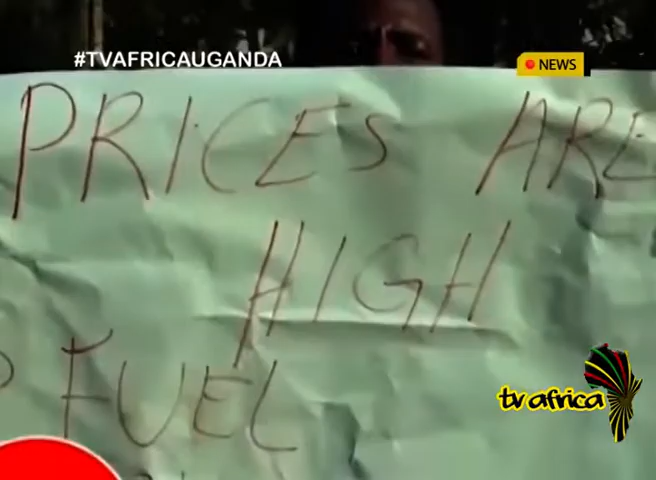 #TVAFRICAUGANDA
NEWS
PRICES ARE
HIGH
FUEL
tv africa